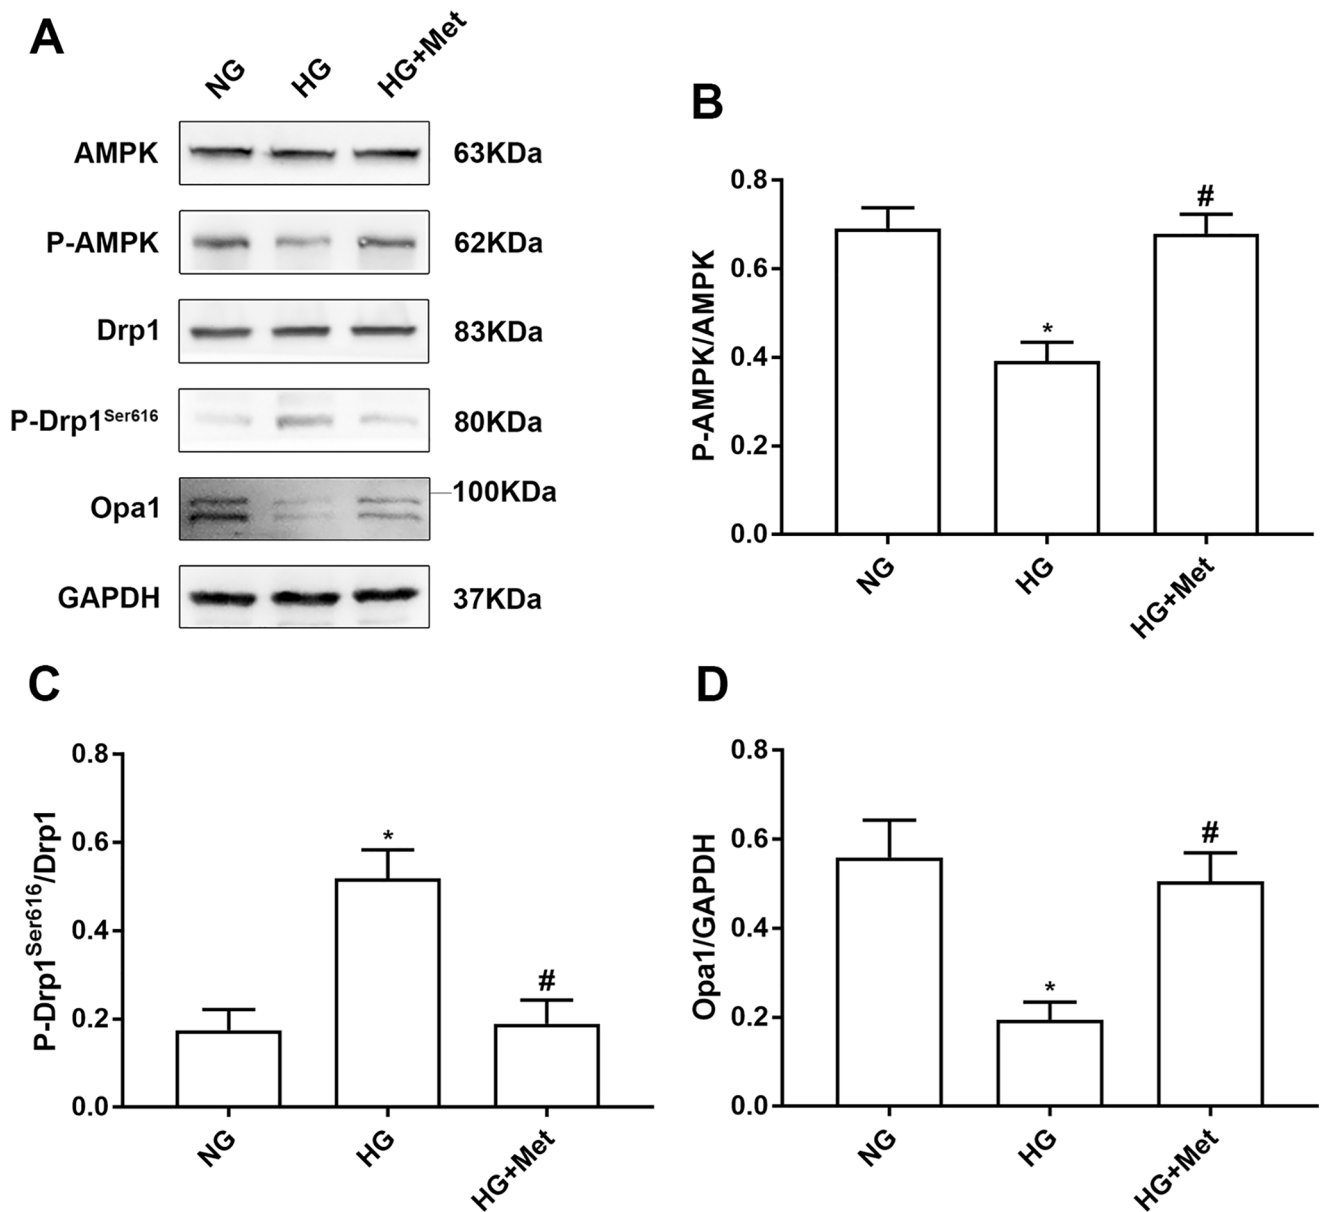 A
NG HG HG+Met
AMPK 63KDa
P-AMPK 62KDa
Drp1 83KDa
P-Drp1Ser616 80KDa
Opa1 100KDa
GAPDH 37KDa
B
P-AMPK/AMPK
0.8
0.6
0.4
0.2
0.0
* #
NG HG HG+Met
C
P-Drp1Ser616/Drp1
0.8
0.6
0.4
0.2
0.0
* #
NG HG HG+Met
D
Opa1/GAPDH
0.8
0.6
0.4
0.2
0.0
* #
NG HG HG+Met